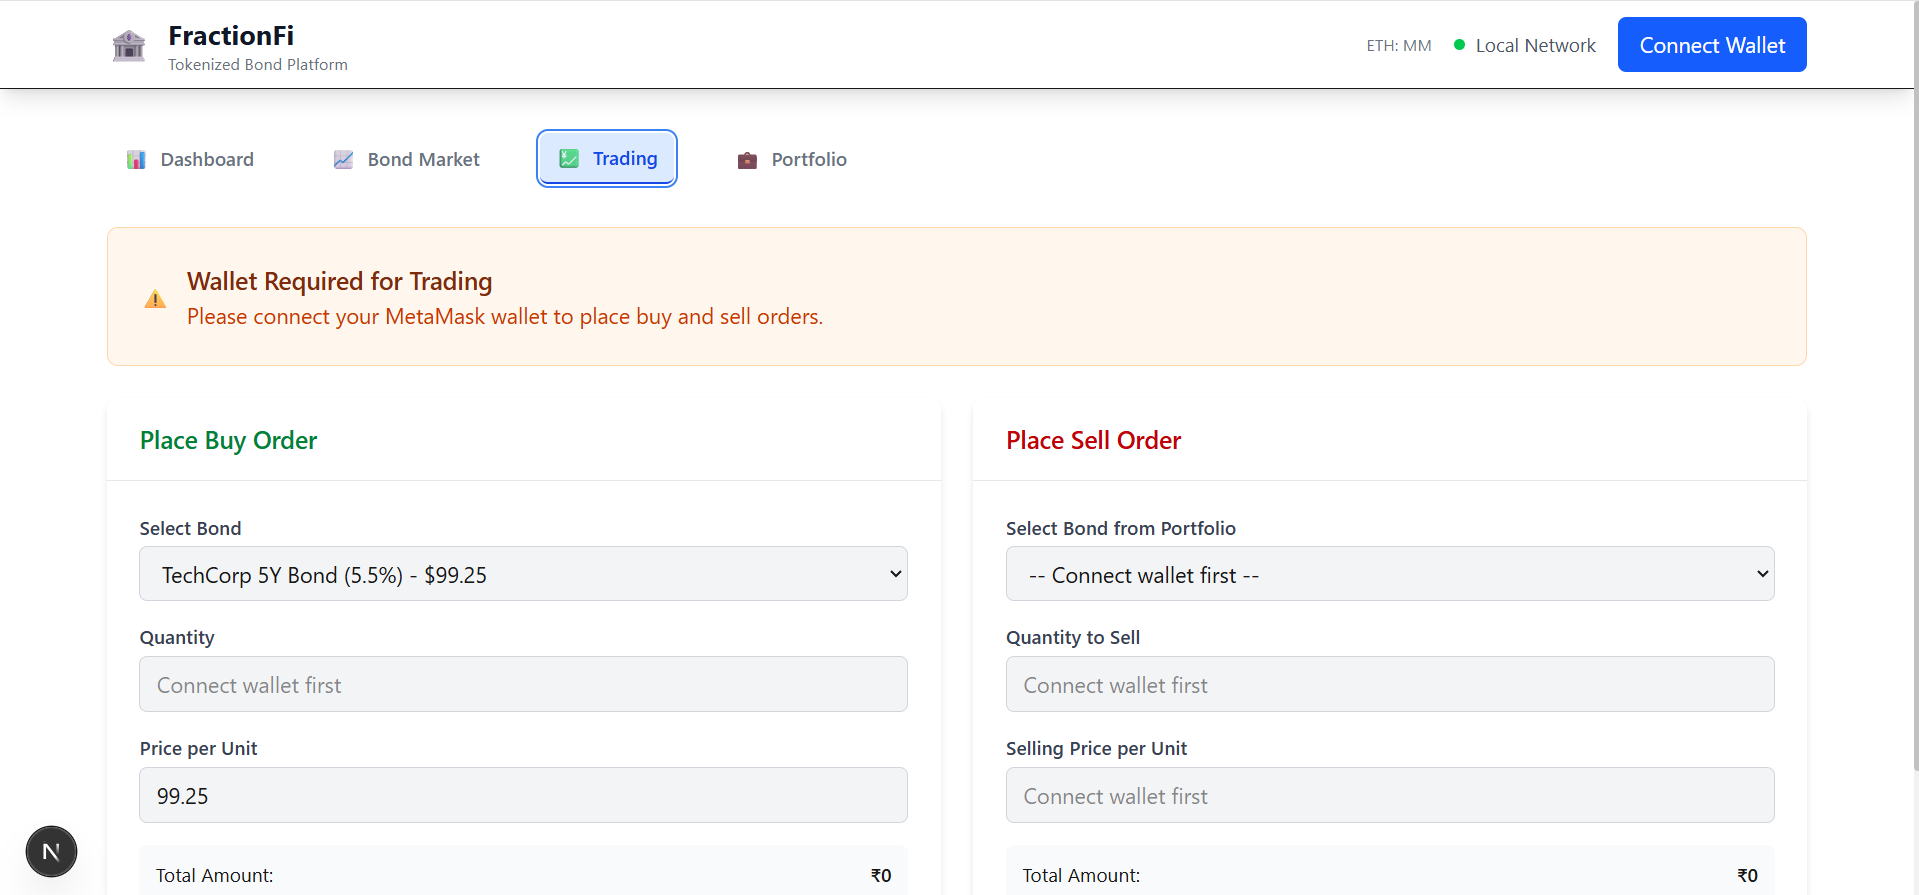 FractionFi
Tokenized Bond Platform
ETH: MM
Local Network
Connect Wallet
Dashboard
Bond Market
Trading
Portfolio
Wallet Required for Trading
Please connect your MetaMask wallet to place buy and sell orders.
Place Buy Order
Select Bond
TechCorp 5Y Bond (5.5%) - $99.25
Quantity
Connect wallet first
Price per Unit
99.25
Total Amount: ₹0
Place Sell Order
Select Bond from Portfolio
-- Connect wallet first --
Quantity to Sell
Connect wallet first
Selling Price per Unit
Connect wallet first
Total Amount: ₹0
N